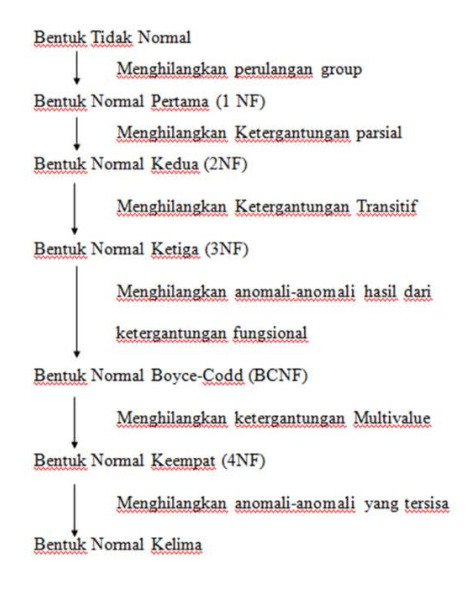 Bentuk Tidak Normal
Menghilangkan perulangan group
Bentuk Normal Pertama (1 NF)
Menghilangkan Ketergantungan parsial
Bentuk Normal Kedua (2NF)
Menghilangkan Ketergantungan Transitif
Bentuk Normal Ketiga (3NF)
Menghilangkan anomali-anomali hasil dari
ketergantungan fungsional
Bentuk Normal Boyce-Codd (BCNF)
Menghilangkan ketergantungan Multivalue
Bentuk Normal Keempat (4NF)
Menghilangkan anomali-anomali yang tersisa
Bentuk Normal Kelima